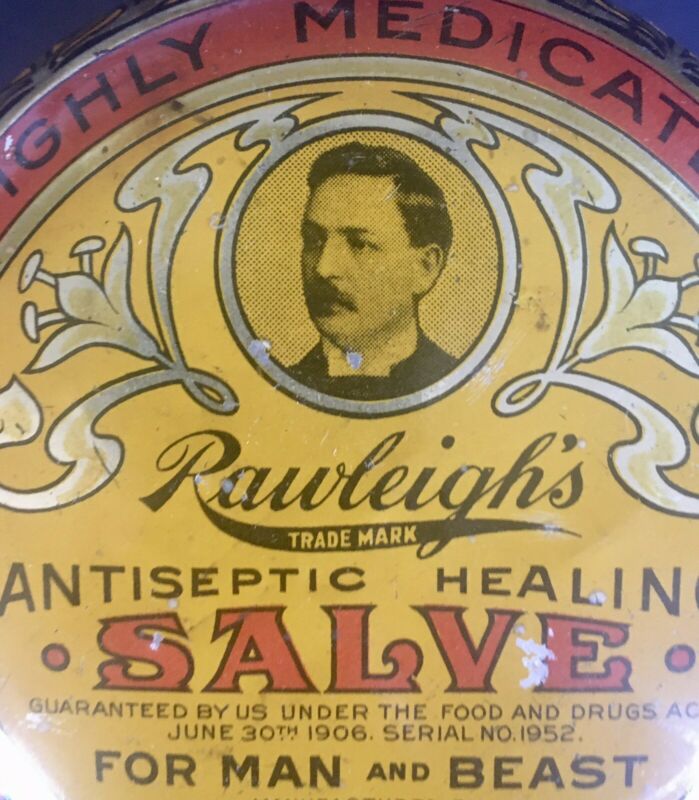 IGHLY MEDICAT
Rawleigh's
TRADE MARK
ANTISEPTIC HEALING
SALVE
GUARANTEED BY US UNDER THE FOOD AND DRUGS AC
JUNE 30TH 1906. SERIAL NO. 1952.
FOR MAN AND BEAST